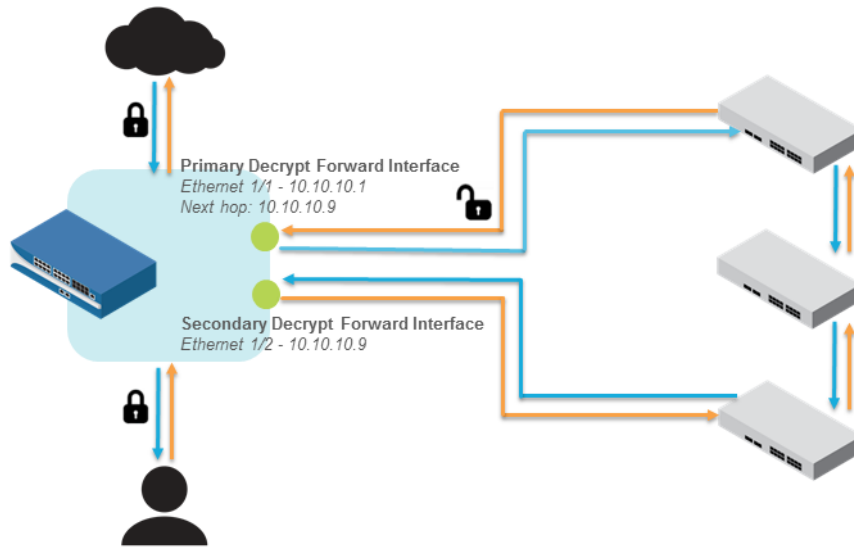 Primary Decrypt Forward Interface
Ethernet 1/1 - 10.10.10.1
Next hop: 10.10.10.9
Secondary Decrypt Forward Interface
Ethernet 1/2 - 10.10.10.9